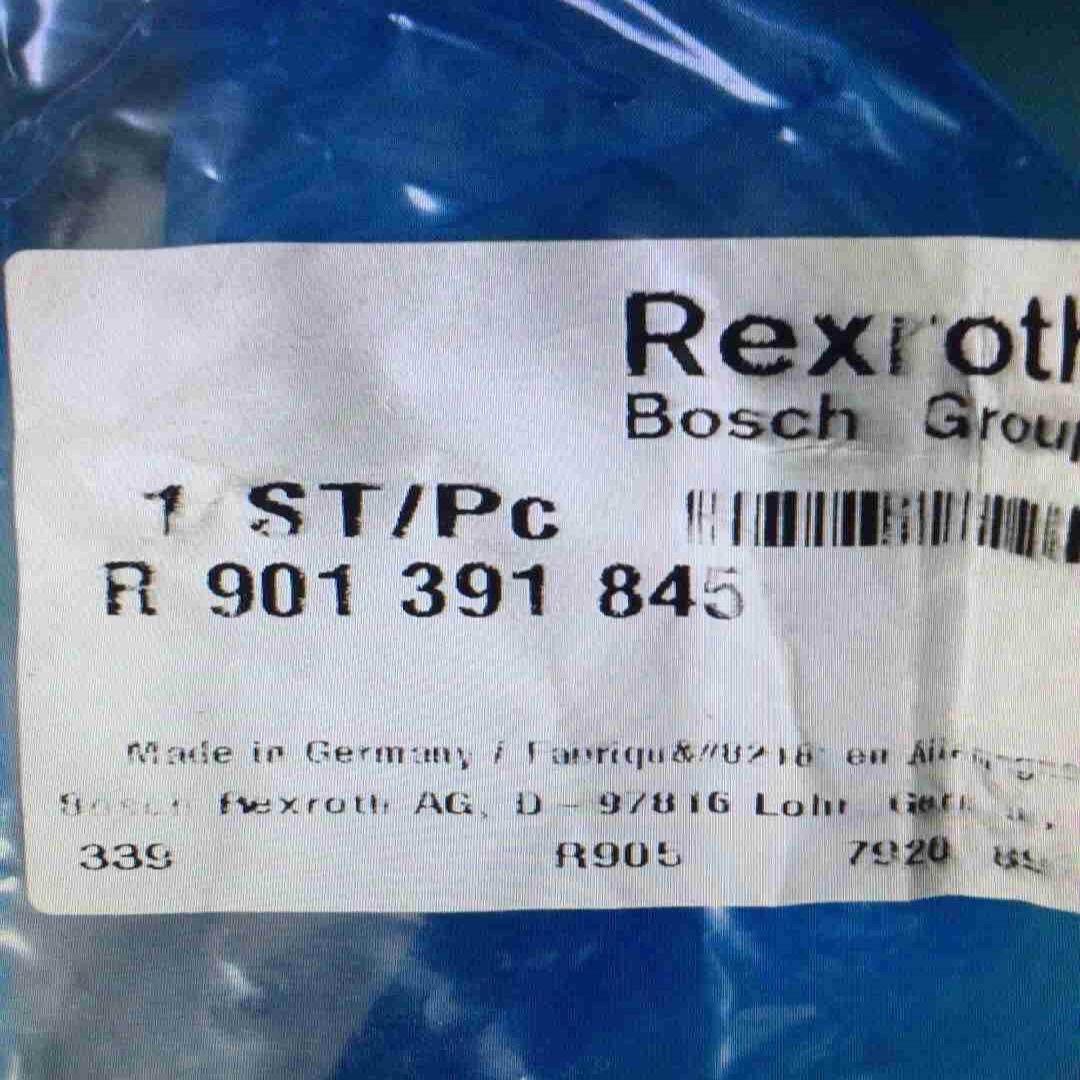 Rexroth
Bosch Group
1 ST/Pc
R 901 391 845
Made in Germany / en
Rexroth AG, D - 97816 Lohr
339 R905 7920